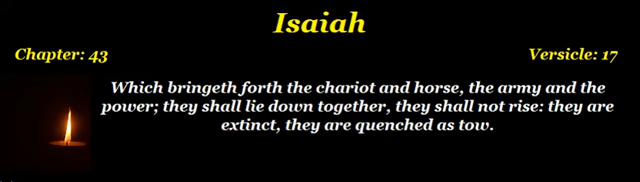 Isaiah
Chapter: 43
Versicle: 17
Which bringeth forth the chariot and horse, the army and the
power; they shall lie down together, they shall not rise: they are
extinct, they are quenched as tow.